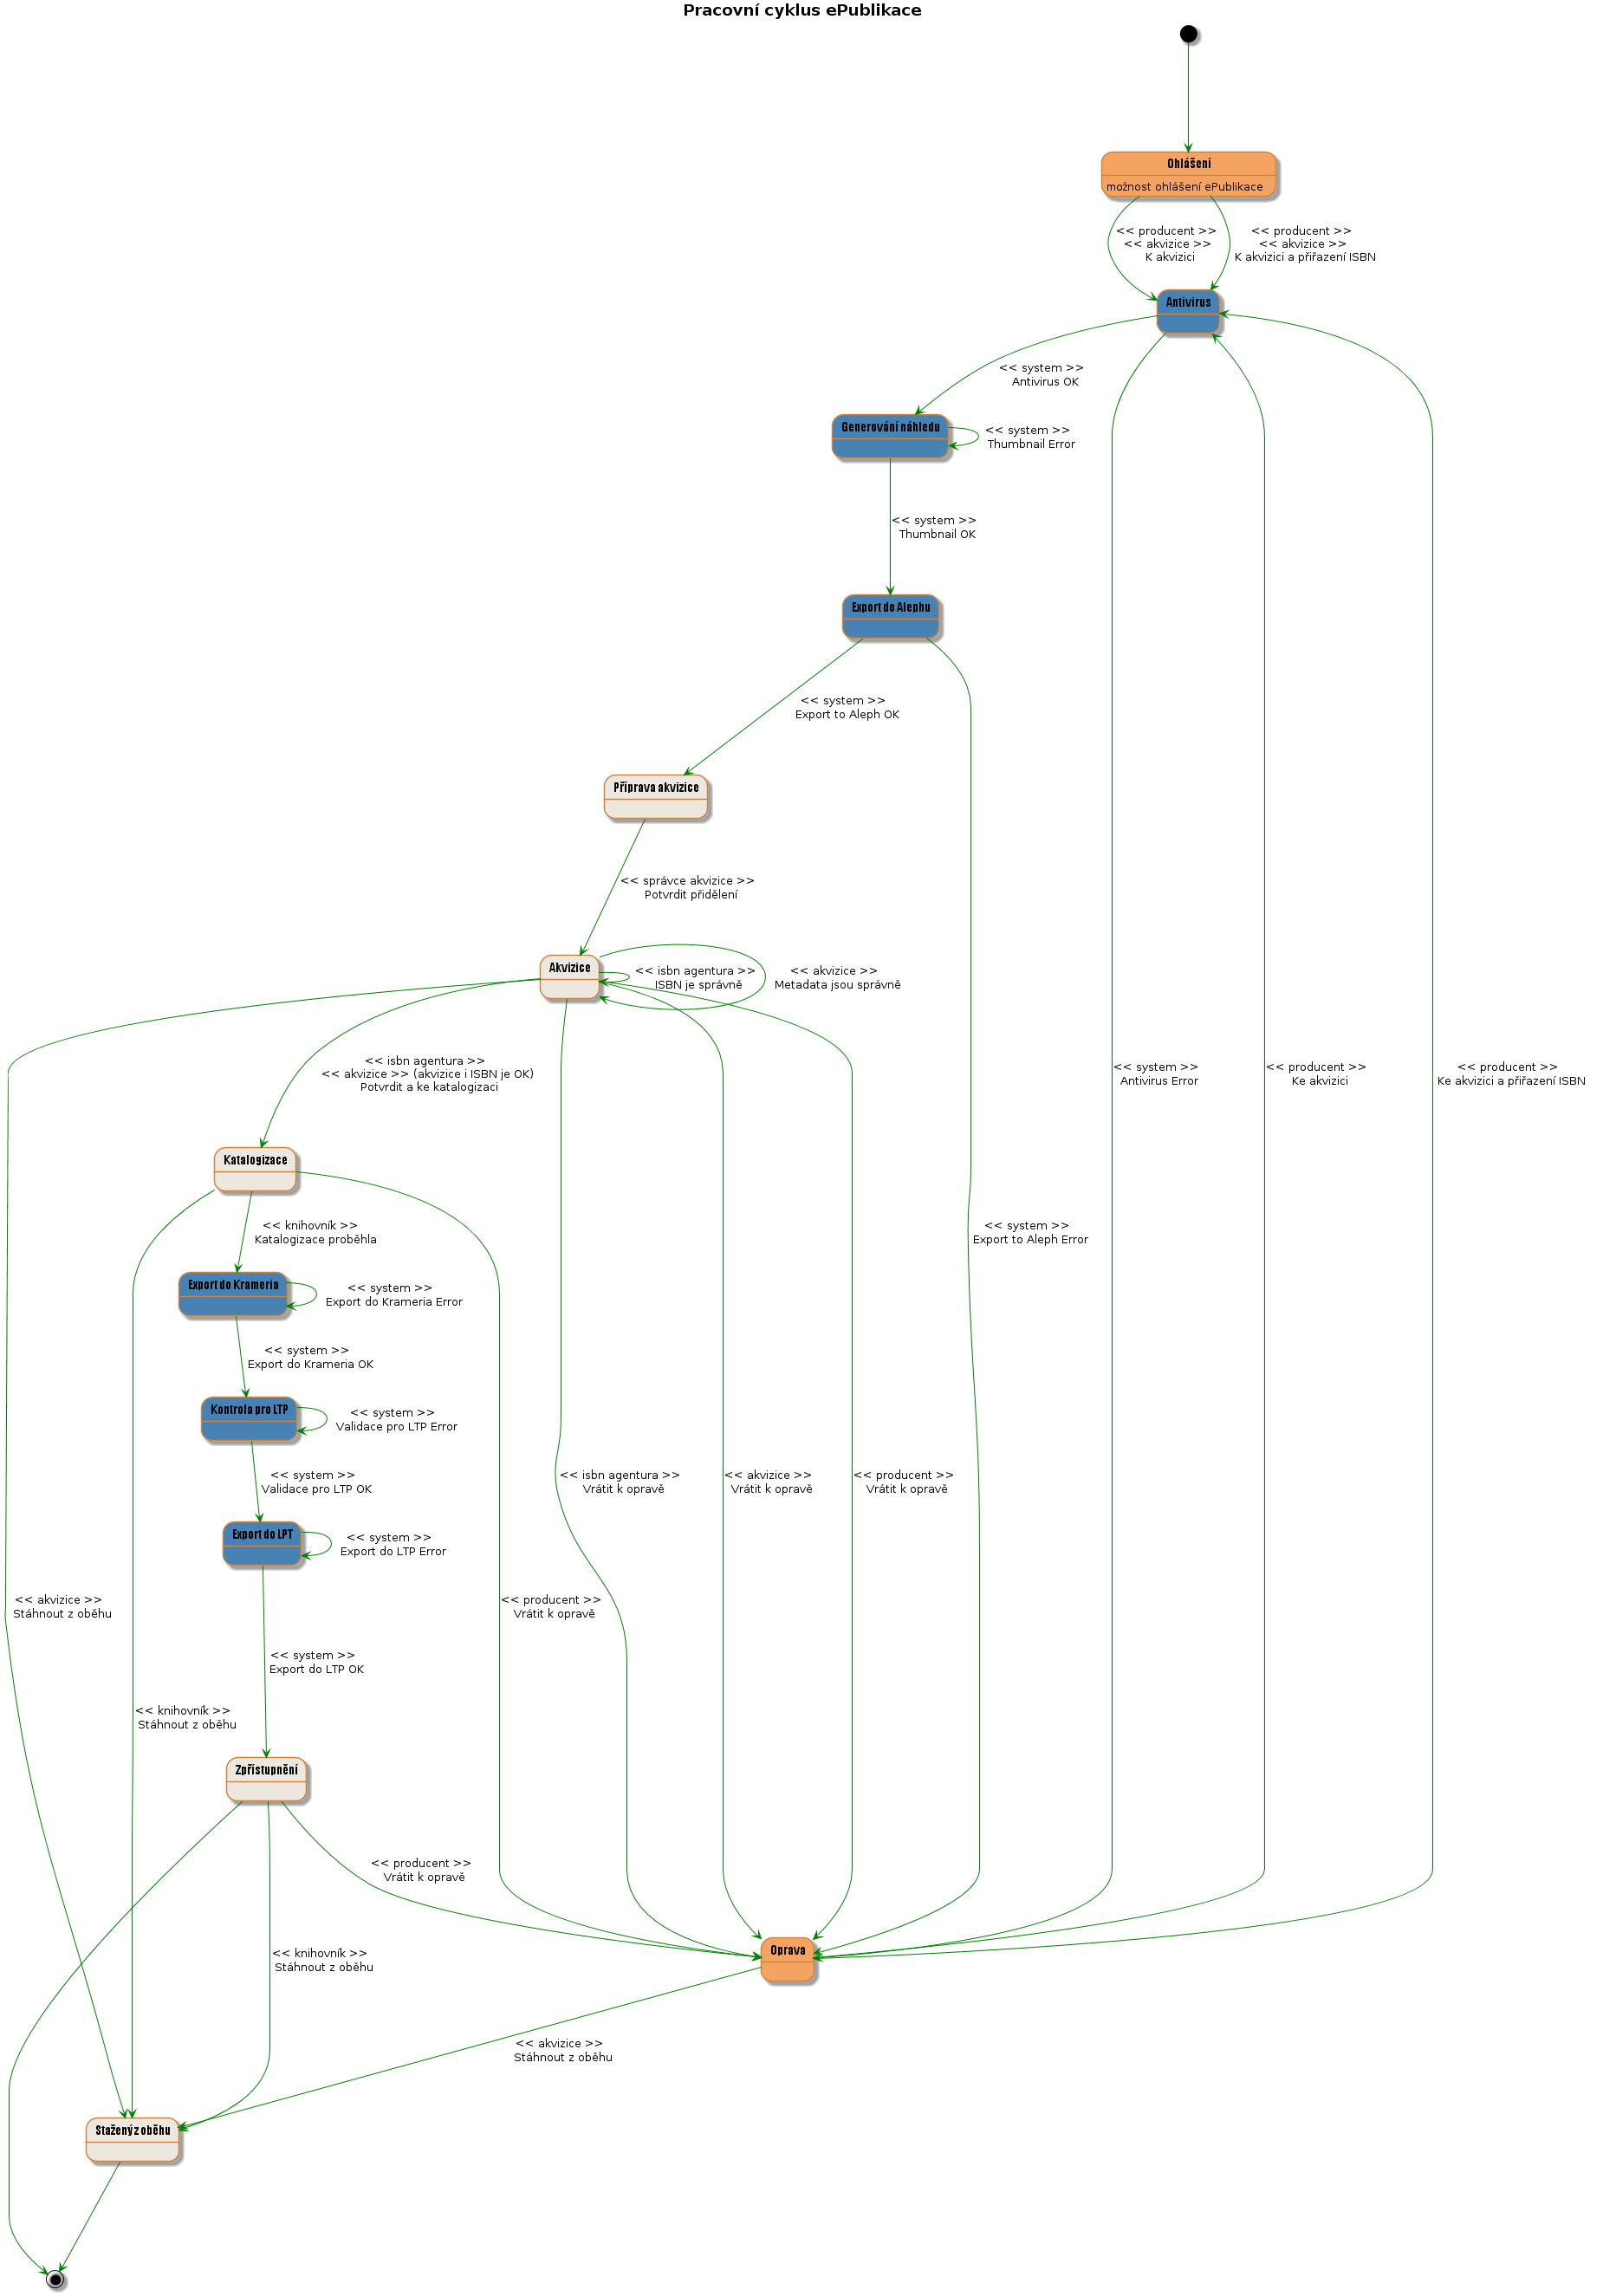 Pracovní cyklus ePublikace
Ohlášení
možnost ohlášení ePublikace
<< producent >>
<< akvizice >>
K akvizici
<< producent >>
<< akvizice >>
K akvizici a přiřazení ISBN
Antivirus
<< system >>
Antivirus OK
Generování náhledu
<< system >>
Thumbnail Error
<< system >>
Thumbnail OK
Export do Alephu
<< system >>
Export to Aleph OK
Příprava akvizice
<< správce akvizice >>
Potvrdit přidělení
Akvizice
<< isbn agentura >>
ISBN je správně
<< akvizice >>
Metadata jsou správně
<< isbn agentura >>
<< akvizice >> (akvizice i ISBN je OK)
Potvrdit a ke katalogizaci
<< system >>
Antivirus Error
<< producent >>
Ke akvizici
<< producent >>
Ke akvizici a přiřazení ISBN
Katalogizace
<< knihovník >>
Katalogizace proběhla
<< system >>
Export to Aleph Error
Export do Krameria
<< system >>
Export do Krameria Error
<< system >>
Export do Krameria OK
Kontrola pro LTP
<< system >>
Validace pro LTP Error
<< system >>
Validace pro LTP OK
<< isbn agentura >>
Vrátit k opravě
<< akvizice >>
Vrátit k opravě
<< producent >>
Vrátit k opravě
Export do LPT
<< system >>
Export do LTP Error
<< akvizice >>
Stáhnout z oběhu
<< producent >>
Vrátit k opravě
<< system >>
Export do LTP OK
<< knihovník >>
Stáhnout z oběhu
Zpřístupnění
<< producent >>
Vrátit k opravě
<< knihovník >>
Stáhnout z oběhu
Oprava
<< akvizice >>
Stáhnout z oběhu
Stažený z oběhu